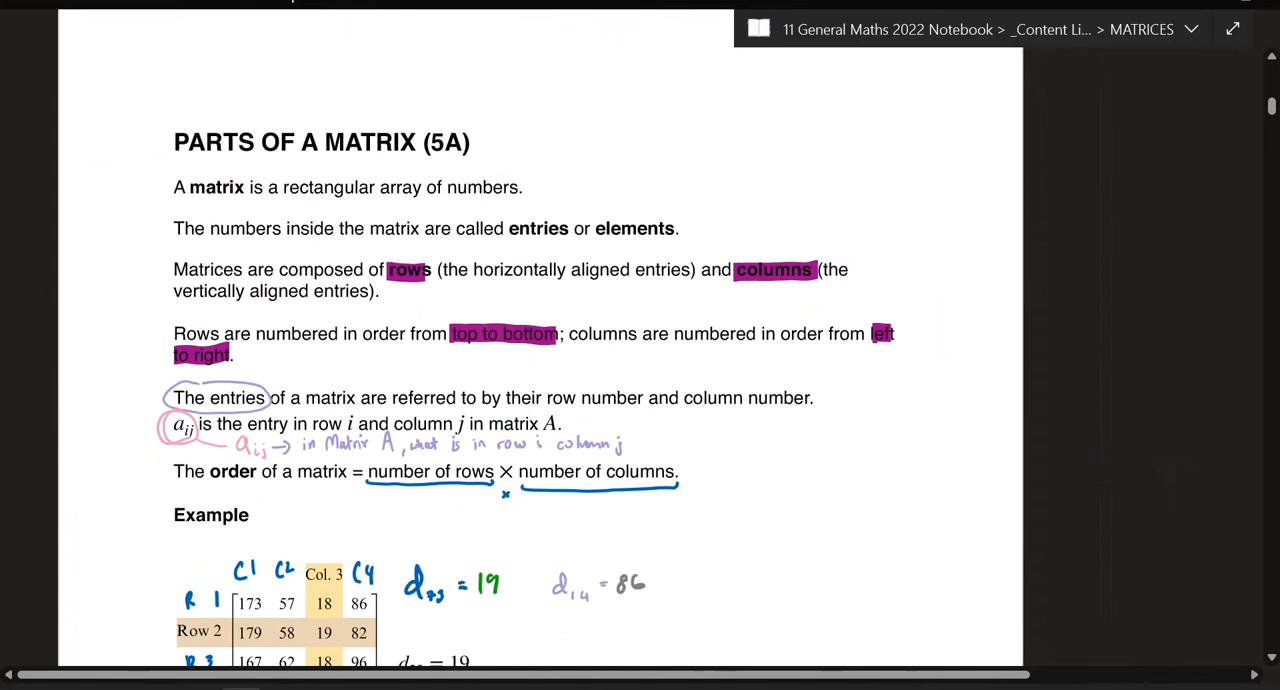 11 General Maths 2022 Notebook > _Content Li... > MATRICES
PARTS OF A MATRIX (5A)
A matrix is a rectangular array of numbers.
The numbers inside the matrix are called entries or elements.
Matrices are composed of rows (the horizontally aligned entries) and columns (the
vertically aligned entries).
Rows are numbered in order from top to bottom; columns are numbered in order from left
to right.
The entries of a matrix are referred to by their row number and column number.
aij is the entry in row i and column j in matrix A.
aij → in Matrix A, what is in row i column j
The order of a matrix = number of rows × number of columns.
×
Example
C1 C2 Col. 3 C4
d = 19 d14 = 86
R 1 173 57 18 86
Row 2 179 58 19 82
R 3 167 62 18 96
= 19